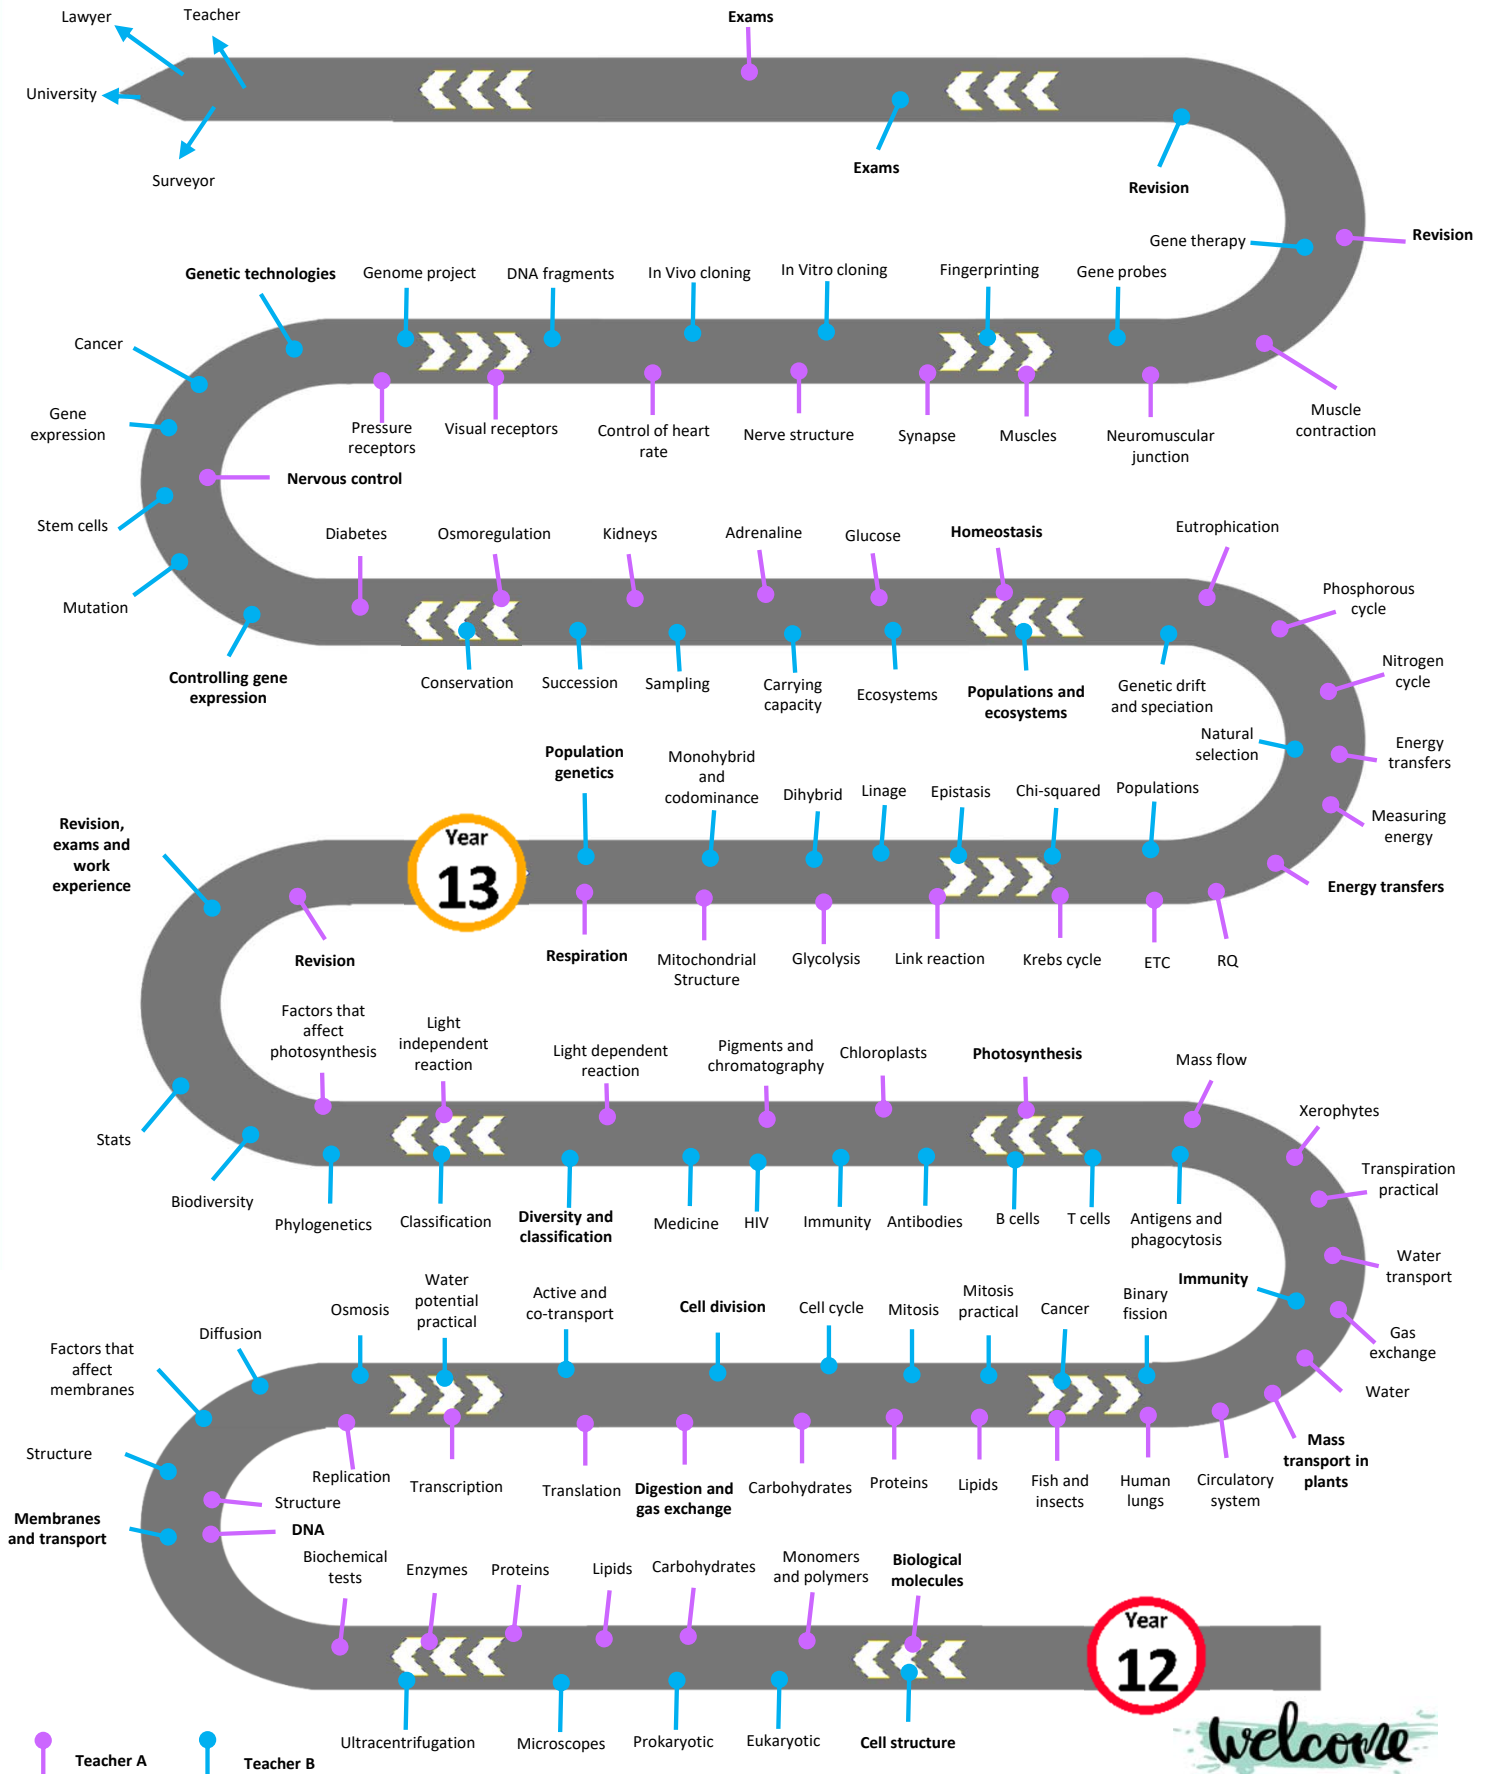 Lawyer
Teacher
Exams
University
Surveyor
Exams
Revision
Revision
Gene therapy
Genetic technologies
Genome project
DNA fragments
In Vivo cloning
In Vitro cloning
Fingerprinting
Gene probes
Cancer
Gene
expression
Pressure
receptors
Visual receptors
Control of heart
rate
Nerve structure
Synapse
Muscles
Neuromuscular
junction
Muscle
contraction
Nervous control
Stem cells
Mutation
Controlling gene
expression
Diabetes
Osmoregulation
Kidneys
Adrenaline
Glucose
Homeostasis
Eutrophication
Phosphorous
cycle
Nitrogen
cycle
Energy
transfers
Measuring
energy
Energy transfers
Conservation
Succession
Sampling
Carrying
capacity
Ecosystems
Populations and
ecosystems
Genetic drift
and speciation
Natural
selection
Population
genetics
Monohybrid
and
codominance
Dihybrid
Linage
Epistasis
Chi-squared
Populations
Revision,
exams and
work
experience
Year
13
Revision
Respiration
Mitochondrial
Structure
Glycolysis
Link reaction
Krebs cycle
ETC
RQ
Factors that
affect
photosynthesis
Light
independent
reaction
Light dependent
reaction
Pigments and
chromatography
Chloroplasts
Photosynthesis
Mass flow
Xerophytes
Transpiration
practical
Water
transport
Gas
exchange
Water
Mass
transport in
plants
Stats
Biodiversity
Phylogenetics
Classification
Diversity and
classification
Medicine
HIV
Immunity
Antibodies
B cells
T cells
Antigens and
phagocytosis
Immunity
Factors that
affect
membranes
Diffusion
Osmosis
Water
potential
practical
Active and
co-transport
Cell division
Cell cycle
Mitosis
Mitosis
practical
Cancer
Binary
fission
Structure
Membranes
and transport
Structure
DNA
Replication
Transcription
Translation
Digestion and
gas exchange
Carbohydrates
Proteins
Lipids
Fish and
insects
Human
lungs
Circulatory
system
Biochemical
tests
Enzymes
Proteins
Lipids
Carbohydrates
Monomers
and polymers
Biological
molecules
Year
12
Ultracentrifugation
Microscopes
Prokaryotic
Eukaryotic
Cell structure
welcome
Teacher A
Teacher B